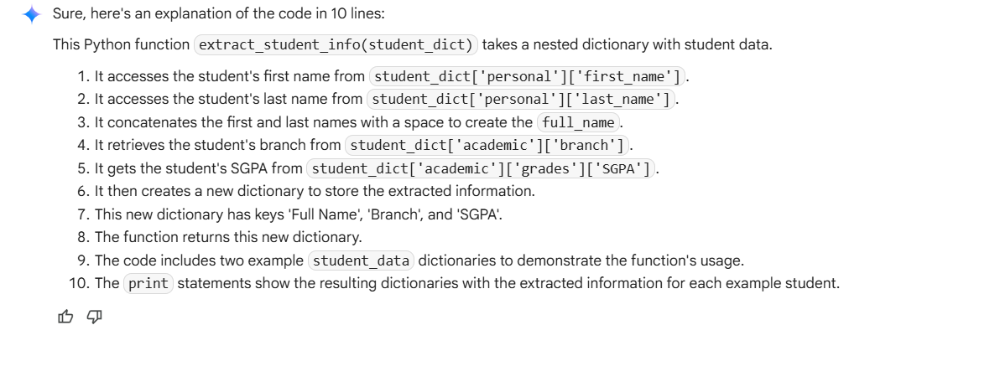 Sure, here's an explanation of the code in 10 lines:
This Python function extract_student_info(student_dict) takes a nested dictionary with student data.
1. It accesses the student's first name from student_dict['personal']['first_name'].
2. It accesses the student's last name from student_dict['personal']['last_name'].
3. It concatenates the first and last names with a space to create the full_name.
4. It retrieves the student's branch from student_dict['academic']['branch'].
5. It gets the student's SGPA from student_dict['academic']['grades']['SGPA'].
6. It then creates a new dictionary to store the extracted information.
7. This new dictionary has keys 'Full Name', 'Branch', and 'SGPA'.
8. The function returns this new dictionary.
9. The code includes two example student_data dictionaries to demonstrate the function's usage.
10. The print statements show the resulting dictionaries with the extracted information for each example student.